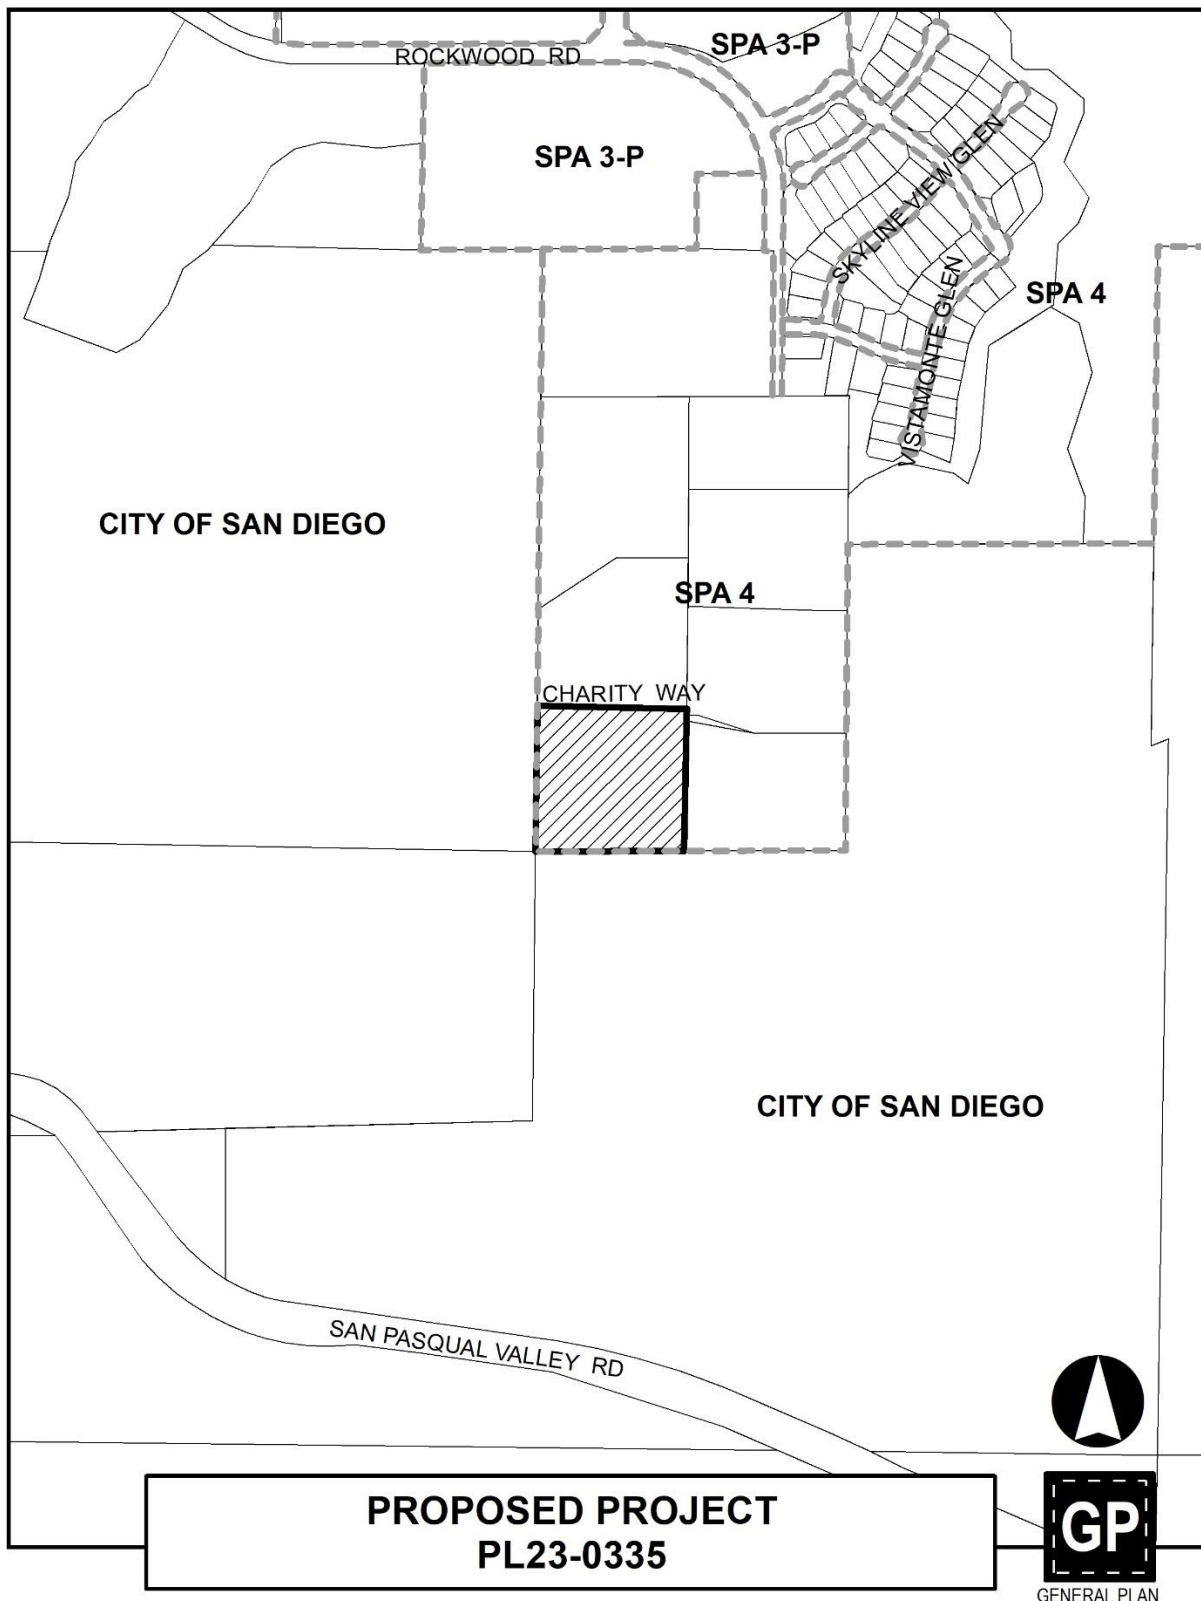 SPA 3-P
ROCKWOOD RD
SPA 3-P
SKYLINE VIEW GLEN
VISTAMONTE GLEN
SPA 4
CITY OF SAN DIEGO
SPA 4
CHARITY WAY
CITY OF SAN DIEGO
SAN PASQUAL VALLEY RD
PROPOSED PROJECT
PL23-0335
GP
GENERAL PLAN